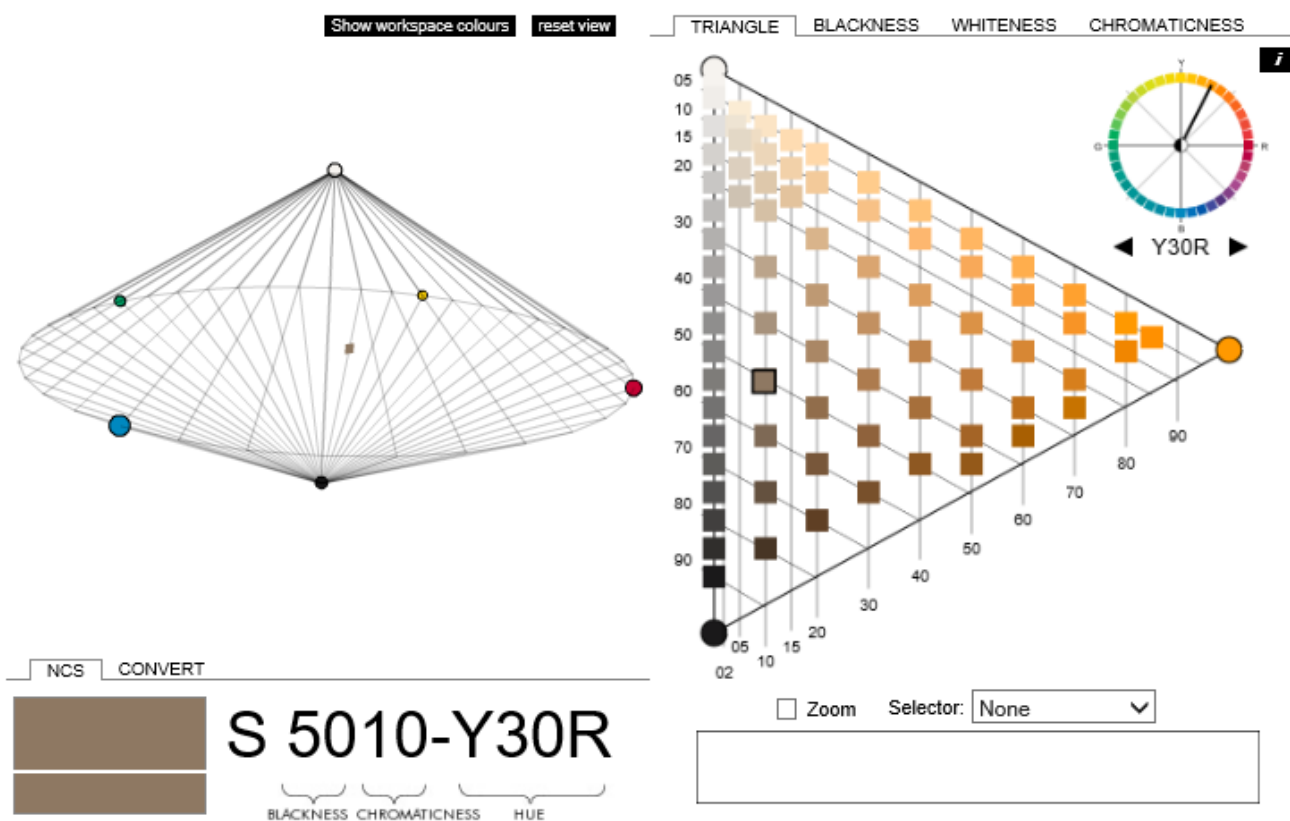 Show workspace colours reset view
TRIANGLE BLACKNESS WHITENESS CHROMATICNESS
i
Y
G R
B
Y30R
05
10
15
20
30
40
50
60
70
80
90
90
80
70
60
50
40
30
20
15
05
10
02
NCS CONVERT
S 5010-Y30R
BLACKNESS CHROMATICNESS HUE
Zoom Selector: None